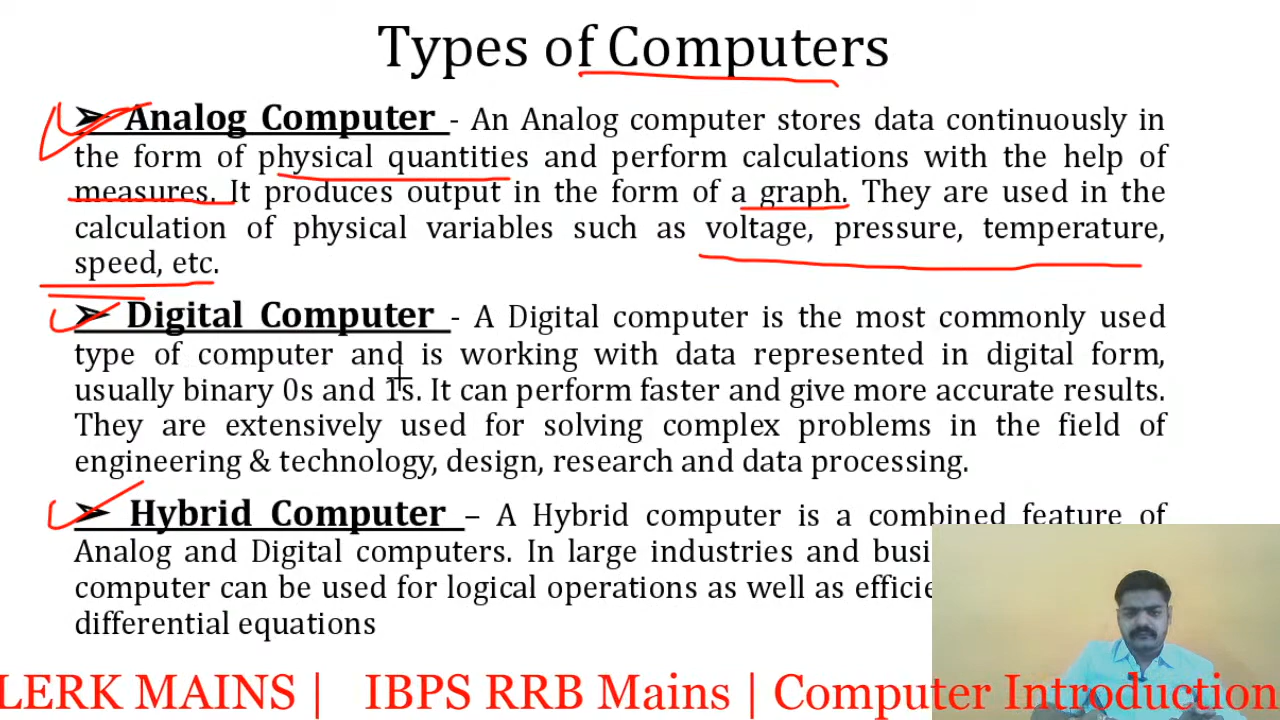 Types of Computers
➢ Analog Computer - An Analog computer stores data continuously in
the form of physical quantities and perform calculations with the help of
measures. It produces output in the form of a graph. They are used in the
calculation of physical variables such as voltage, pressure, temperature,
speed, etc.
➢ Digital Computer - A Digital computer is the most commonly used
type of computer and is working with data represented in digital form,
usually binary 0s and 1s. It can perform faster and give more accurate results.
They are extensively used for solving complex problems in the field of
engineering & technology, design, research and data processing.
➢ Hybrid Computer – A Hybrid computer is a combined feature of
Analog and Digital computers. In large industries and
computer can be used for logical operations as well as
differential equations
LERK MAINS | IBPS RRB Mains | Computer Introduction